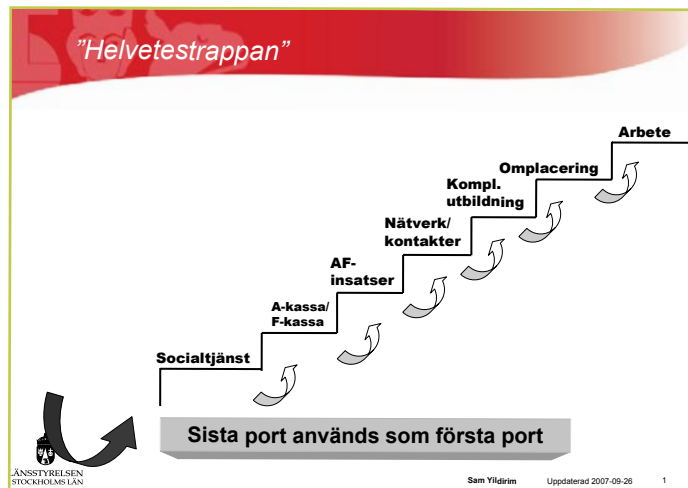 ”Helvetestrappan”
Arbete
Omplacering
Kompl.
utbildning
Nätverk/
kontakter
AF-
insatser
A-kassa/
F-kassa
Socialtjänst
Sista port används som första port
LÄNSSTYRELSEN
STOCKHOLMS LÄN
Sam Yildirim
Uppdaterad 2007-09-26
1